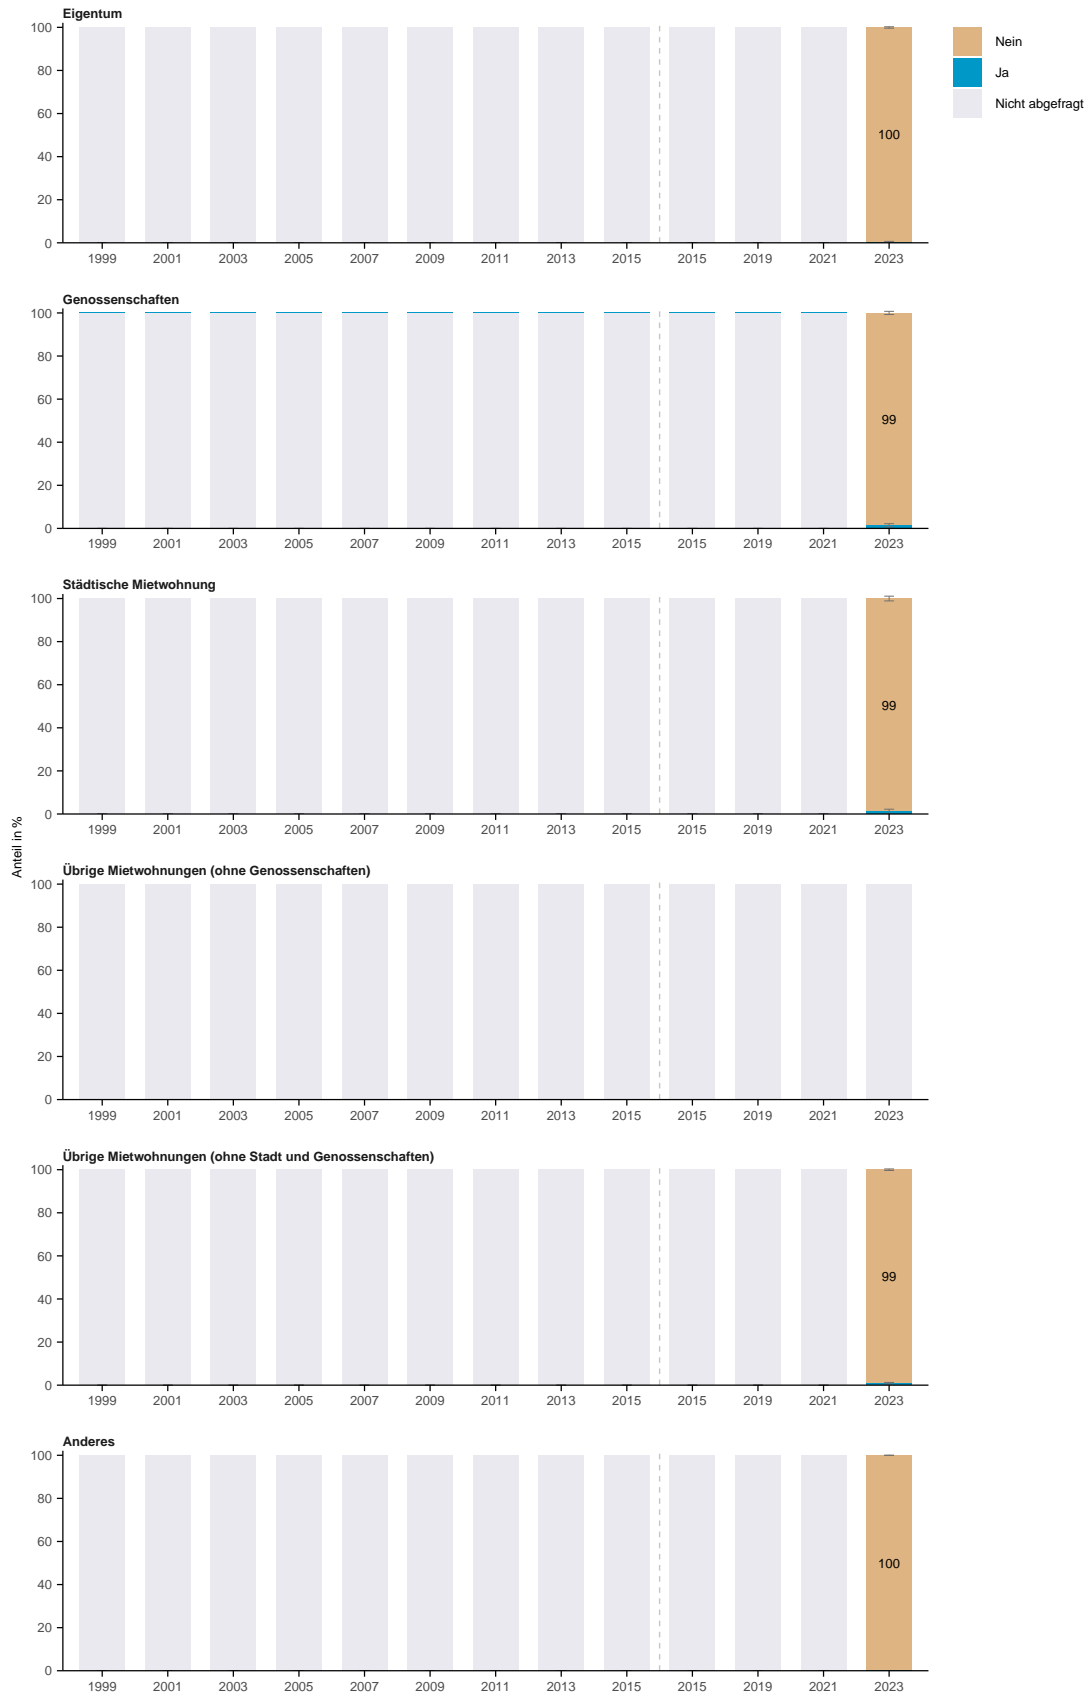 Eigentum
100
80
60
40
20
0
100
1999 2001 2003 2005 2007 2009 2011 2013 2015 2015 2019 2021 2023
Nein
Ja
Nicht abgefragt
Genossenschaften
100
80
60
40
20
0
99
1999 2001 2003 2005 2007 2009 2011 2013 2015 2015 2019 2021 2023
Städtische Mietwohnung
100
80
60
40
20
0
99
1999 2001 2003 2005 2007 2009 2011 2013 2015 2015 2019 2021 2023
Anteil in %
Übrige Mietwohnungen (ohne Genossenschaften)
100
80
60
40
20
0
1999 2001 2003 2005 2007 2009 2011 2013 2015 2015 2019 2021 2023
Übrige Mietwohnungen (ohne Stadt und Genossenschaften)
100
80
60
40
20
0
99
1999 2001 2003 2005 2007 2009 2011 2013 2015 2015 2019 2021 2023
Anderes
100
80
60
40
20
0
100
1999 2001 2003 2005 2007 2009 2011 2013 2015 2015 2019 2021 2023